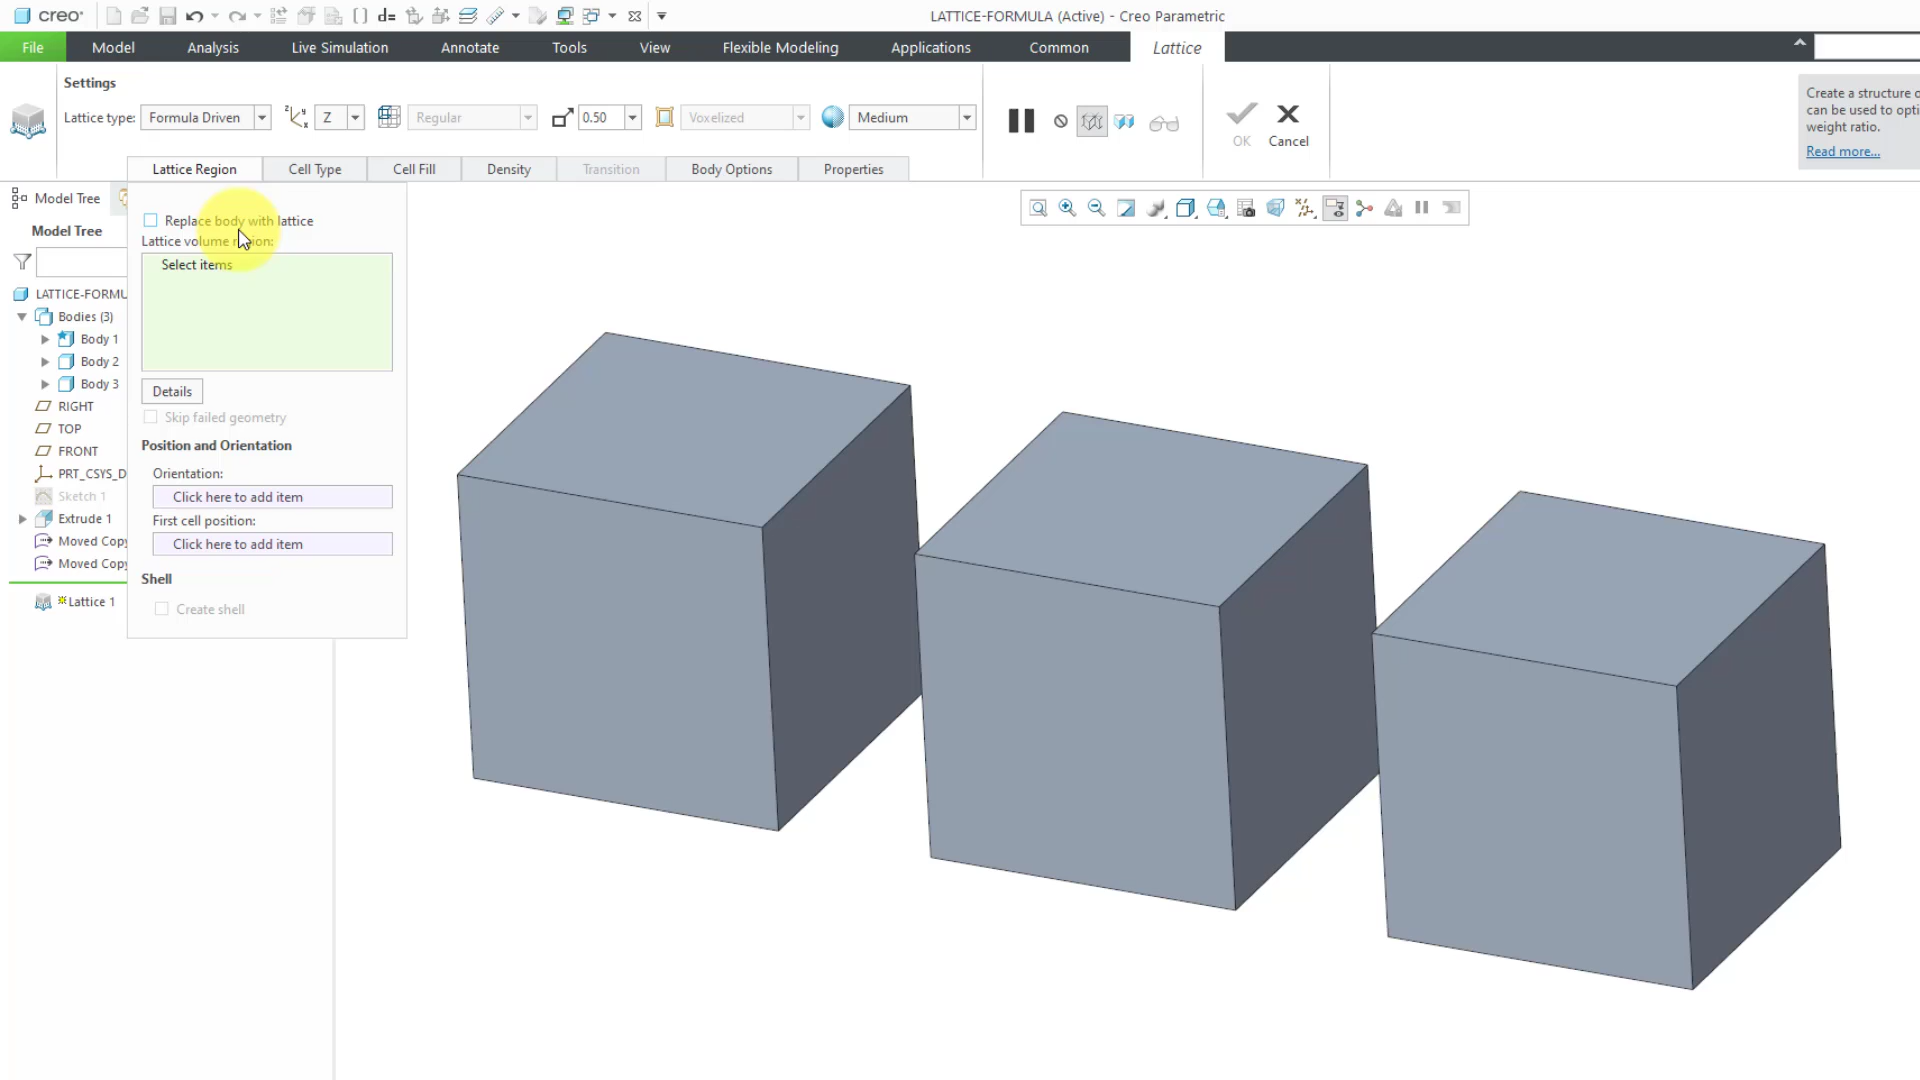 creo
d=
LATTICE-FORMULA (Active) - Creo Parametric
File
Model
Analysis
Live Simulation
Annotate
Tools
View
Flexible Modeling
Applications
Common
Lattice
Settings
Lattice type:
Formula Driven
Z
Regular
0.50
Voxelized
Medium
OK
Cancel
Create a structure
can be used to opti
weight ratio.
Read more...
Lattice Region
Cell Type
Cell Fill
Density
Transition
Body Options
Properties
Model Tree
Model Tree
LATTICE-FORMU
Bodies (3)
Body 1
Body 2
Body 3
RIGHT
TOP
FRONT
PRT_CSYS_D
Sketch 1
Extrude 1
Moved Copy
Moved Copy
Lattice 1
Replace body with lattice
Lattice volume region:
Select items
Details
Skip failed geometry
Position and Orientation
Orientation:
Click here to add item
First cell position:
Click here to add item
Shell
Create shell